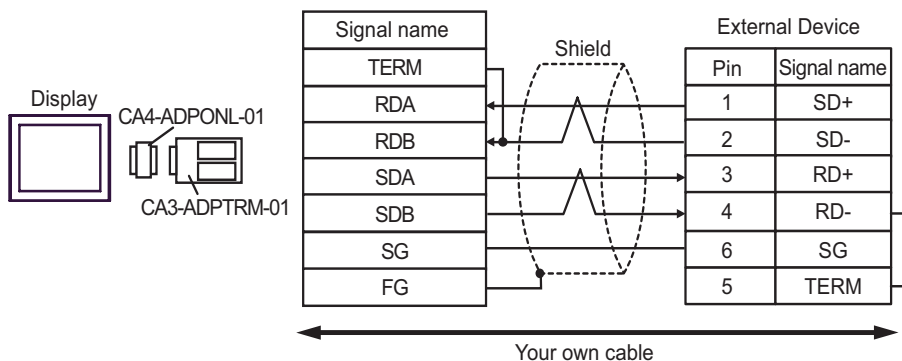 Display
CA4-ADPONL-01
CA3-ADPTRM-01
Signal name
TERM
RDA
RDB
SDA
SDB
SG
FG
Shield
External Device
Pin Signal name
1 SD+
2 SD-
3 RD+
4 RD-
6 SG
5 TERM
Your own cable